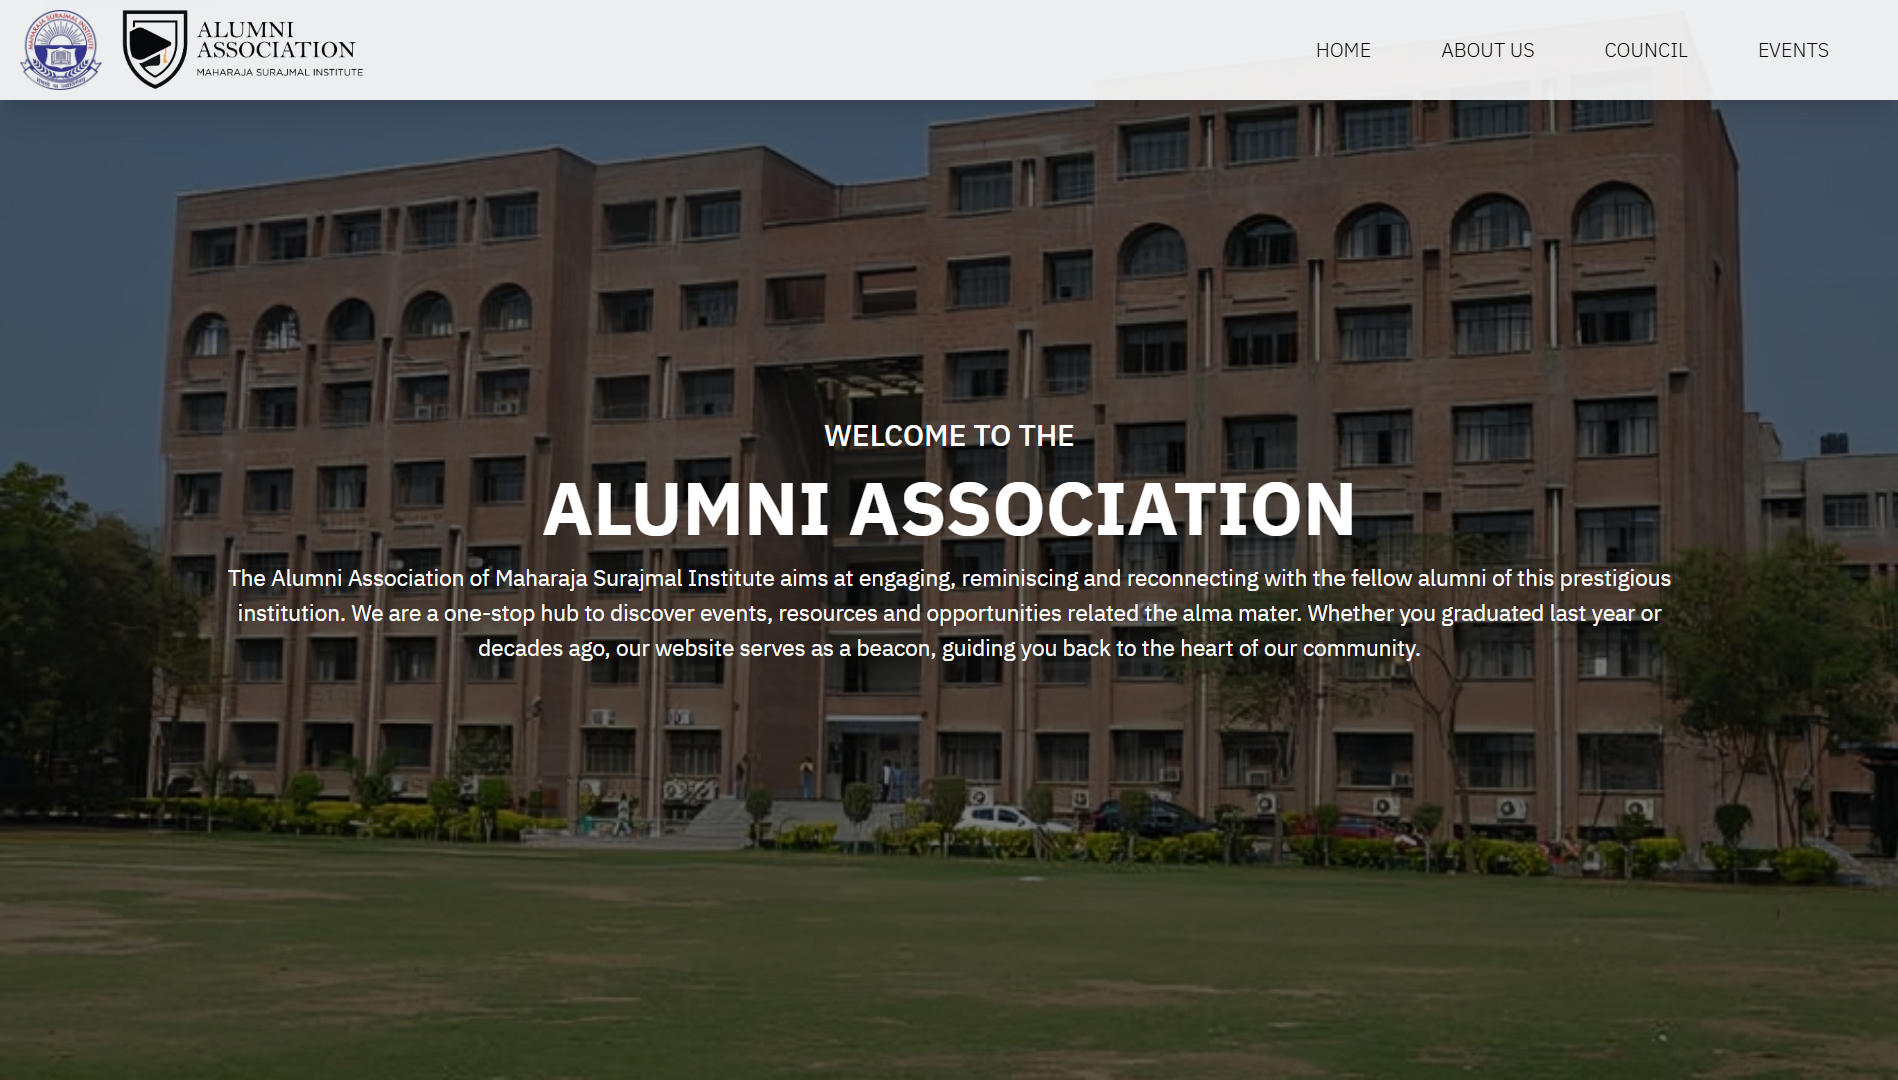 MAHARAJA SURAJMAL INSTITUTE
ALUMNI
ASSOCIATION
MAHARAJA SURAJMAL INSTITUTE
HOME
ABOUT US
COUNCIL
EVENTS
WELCOME TO THE
ALUMNI ASSOCIATION
The Alumni Association of Maharaja Surajmal Institute aims at engaging, reminiscing and reconnecting with the fellow alumni of this prestigious
institution. We are a one-stop hub to discover events, resources and opportunities related the alma mater. Whether you graduated last year or
decades ago, our website serves as a beacon, guiding you back to the heart of our community.